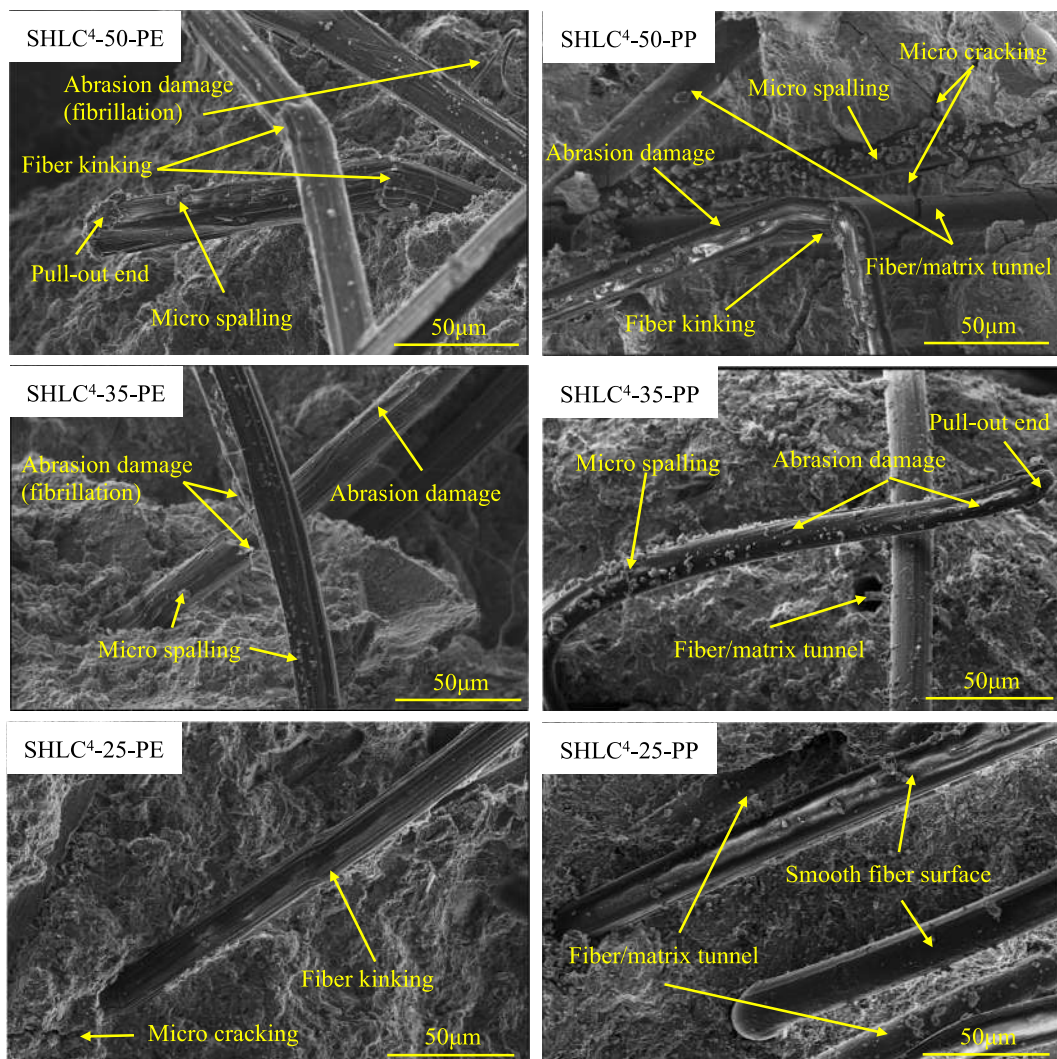 SHLC⁴-50-PE
Abrasion damage
(fibrillation)
Fiber kinking
Pull-out end
Micro spalling
50μm
SHLC⁴-50-PP
Micro cracking
Micro spalling
Abrasion damage
Fiber/matrix tunnel
Fiber kinking
50μm
SHLC⁴-35-PE
Abrasion damage
(fibrillation)
Abrasion damage
Micro spalling
50μm
SHLC⁴-35-PP
Pull-out end
Micro spalling
Abrasion damage
Fiber/matrix tunnel
50μm
SHLC⁴-25-PE
Fiber kinking
Micro cracking
50μm
SHLC⁴-25-PP
Smooth fiber surface
Fiber/matrix tunnel
50μm